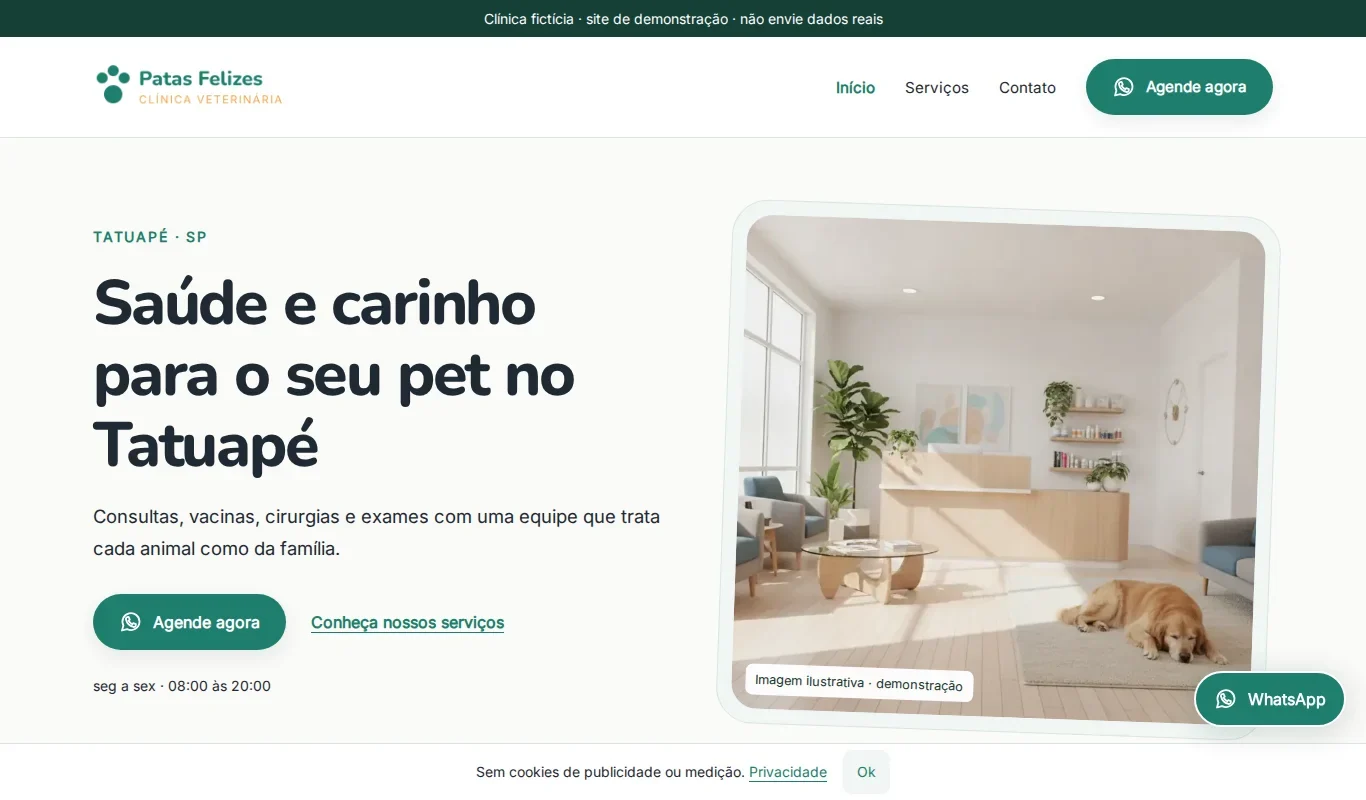 Clínica fictícia · site de demonstração · não envie dados reais
Patas Felizes
CLÍNICA VETERINÁRIA
Início
Serviços
Contato
Agende agora
TATUAPÉ · SP
Saúde e carinho
para o seu pet no
Tatuapé
Consultas, vacinas, cirurgias e exames com uma equipe que trata
cada animal como da família.
Agende agora
Conheça nossos serviços
seg a sex · 08:00 às 20:00
Imagem ilustrativa · demonstração
WhatsApp
Sem cookies de publicidade ou medição. Privacidade
Ok